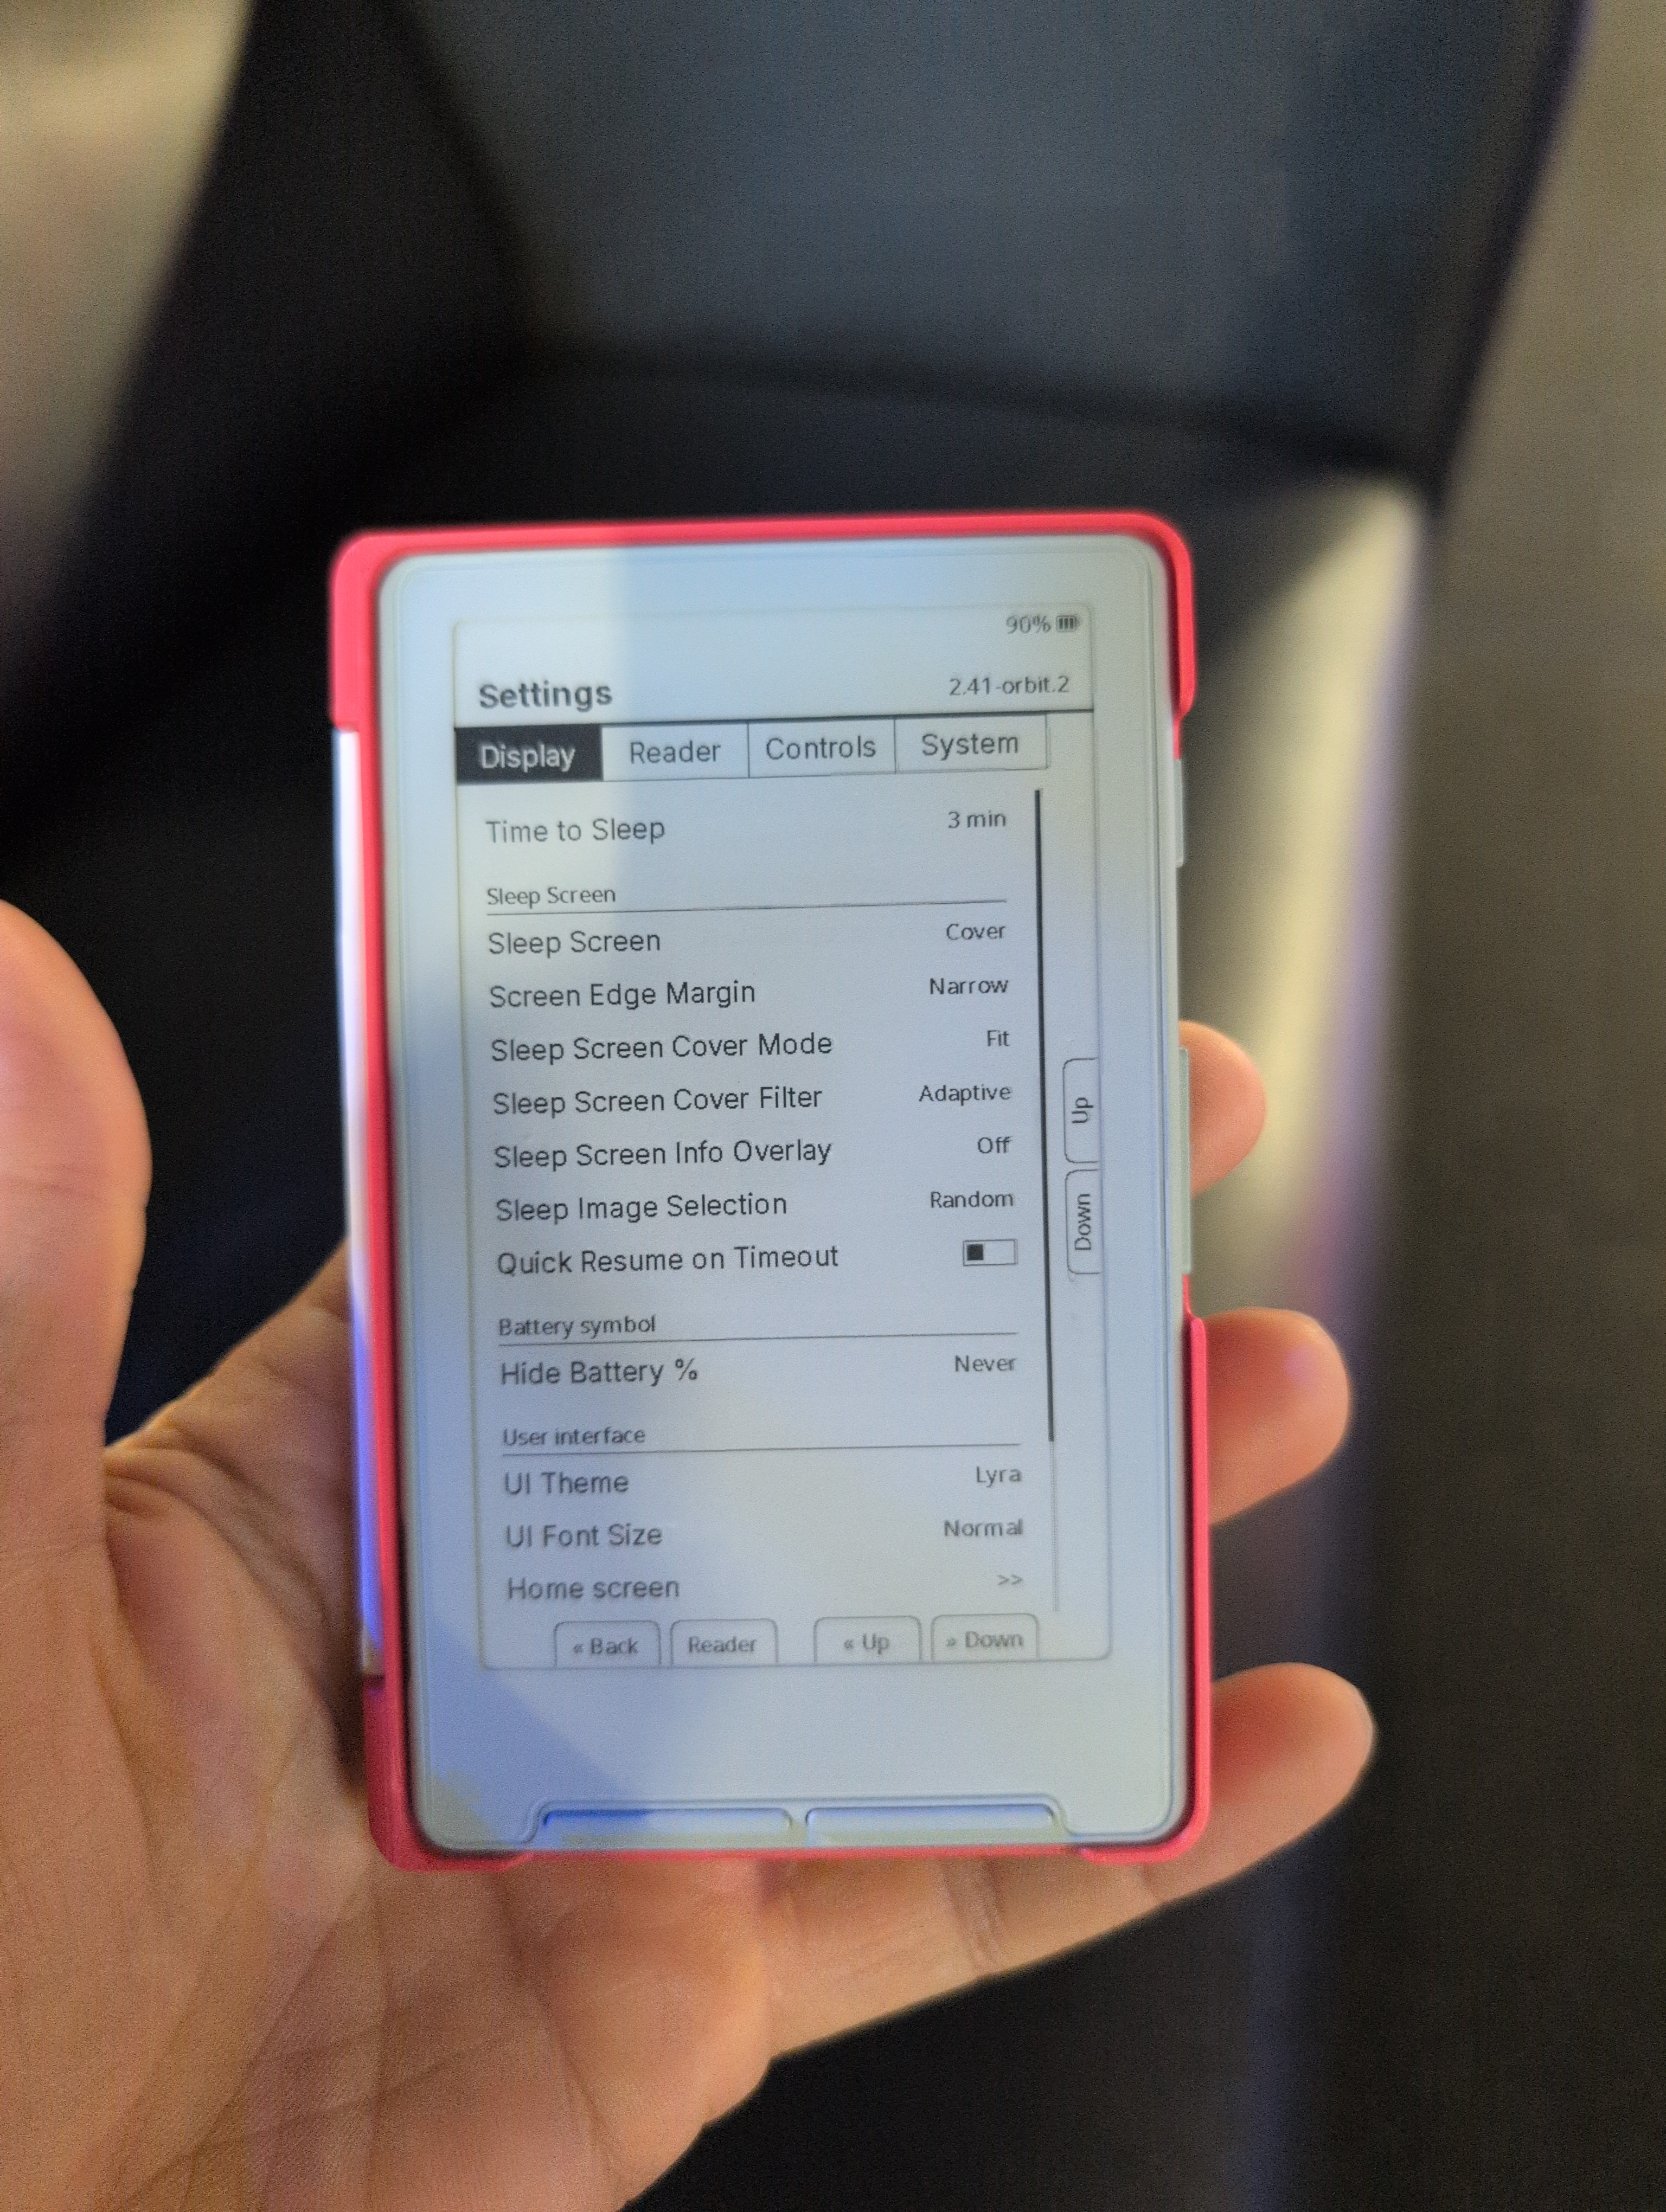 90%
Settings 2.41-orbit.2
Display Reader Controls System
Time to Sleep 3 min
Sleep Screen
Sleep Screen Cover
Screen Edge Margin Narrow
Sleep Screen Cover Mode Fit
Sleep Screen Cover Filter Adaptive
Sleep Screen Info Overlay Off
Sleep Image Selection Random
Quick Resume on Timeout
Battery symbol
Hide Battery % Never
User interface
UI Theme Lyra
UI Font Size Normal
Home screen >>
Up
Down
« Back Reader « Up » Down